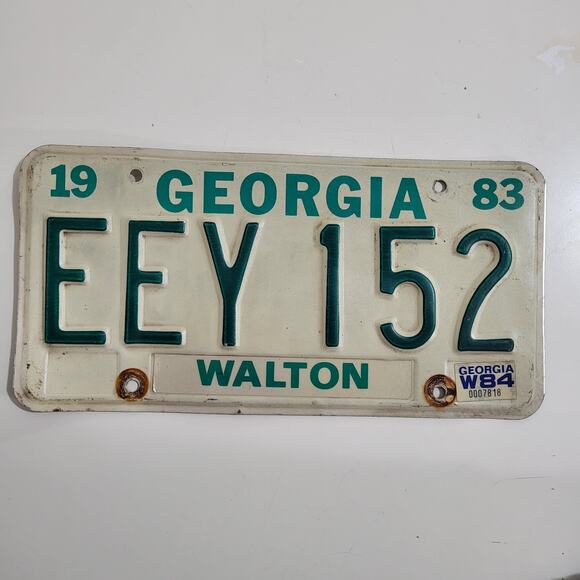 19 GEORGIA 83
EEY 152
WALTON
GEORGIA
W84
0007818